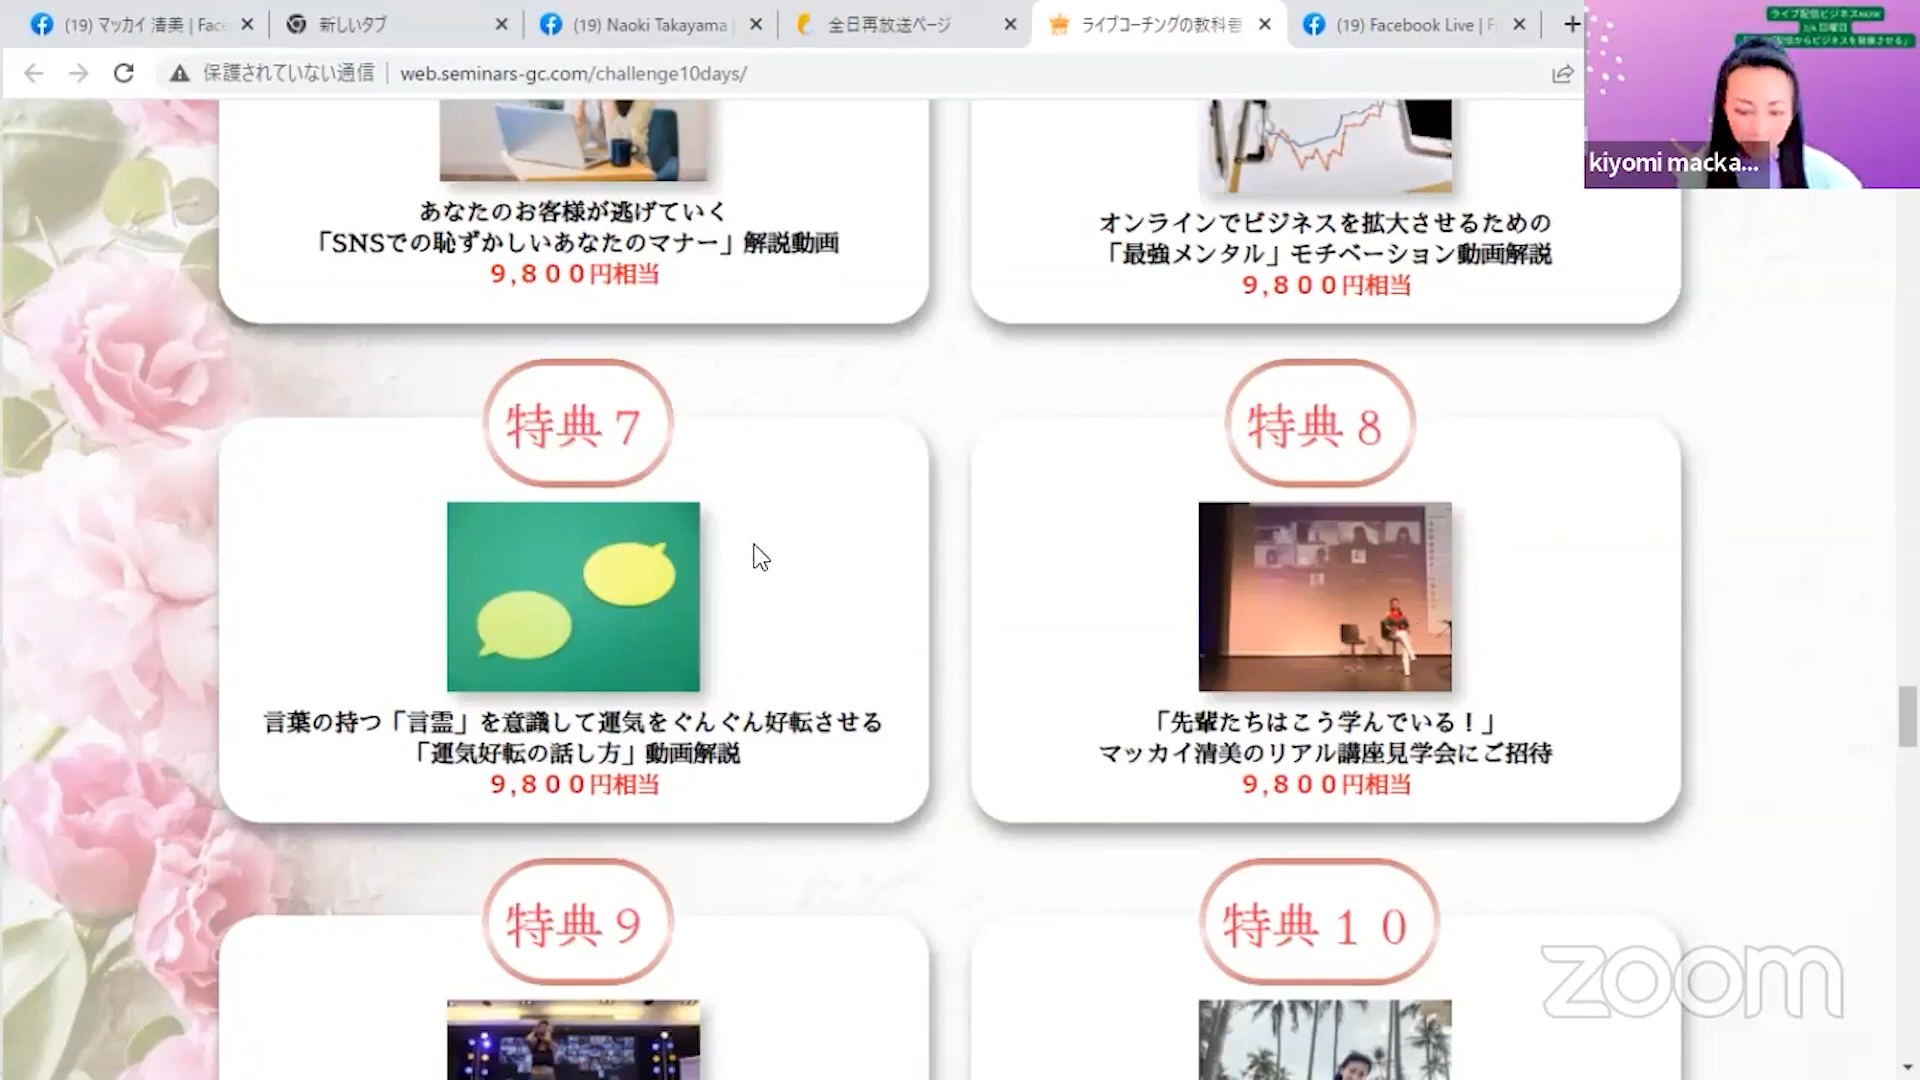 (19) マッカイ 清美 | Face
新しいタブ
(19) Naoki Takayama |
全日再放送ページ
ライブコーチングの教科書
(19) Facebook Live | F
保護されていない通信
web.seminars-gc.com/challenge10days/
ライブ配信ビジネスNOW
kiyomi macka...
あなたのお客様が逃げていく
「SNSでの恥ずかしいあなたのマナー」解説動画
9,800円相当
オンラインでビジネスを拡大させるための
「最強メンタル」モチベーション動画解説
9,800円相当
特典7
特典8
言葉の持つ「言霊」を意識して運気をぐんぐん好転させる
「運気好転の話し方」動画解説
9,800円相当
「先輩たちはこう学んでいる！」
マッカイ清美のリアル講座見学会にご招待
9,800円相当
特典9
特典10
zoom